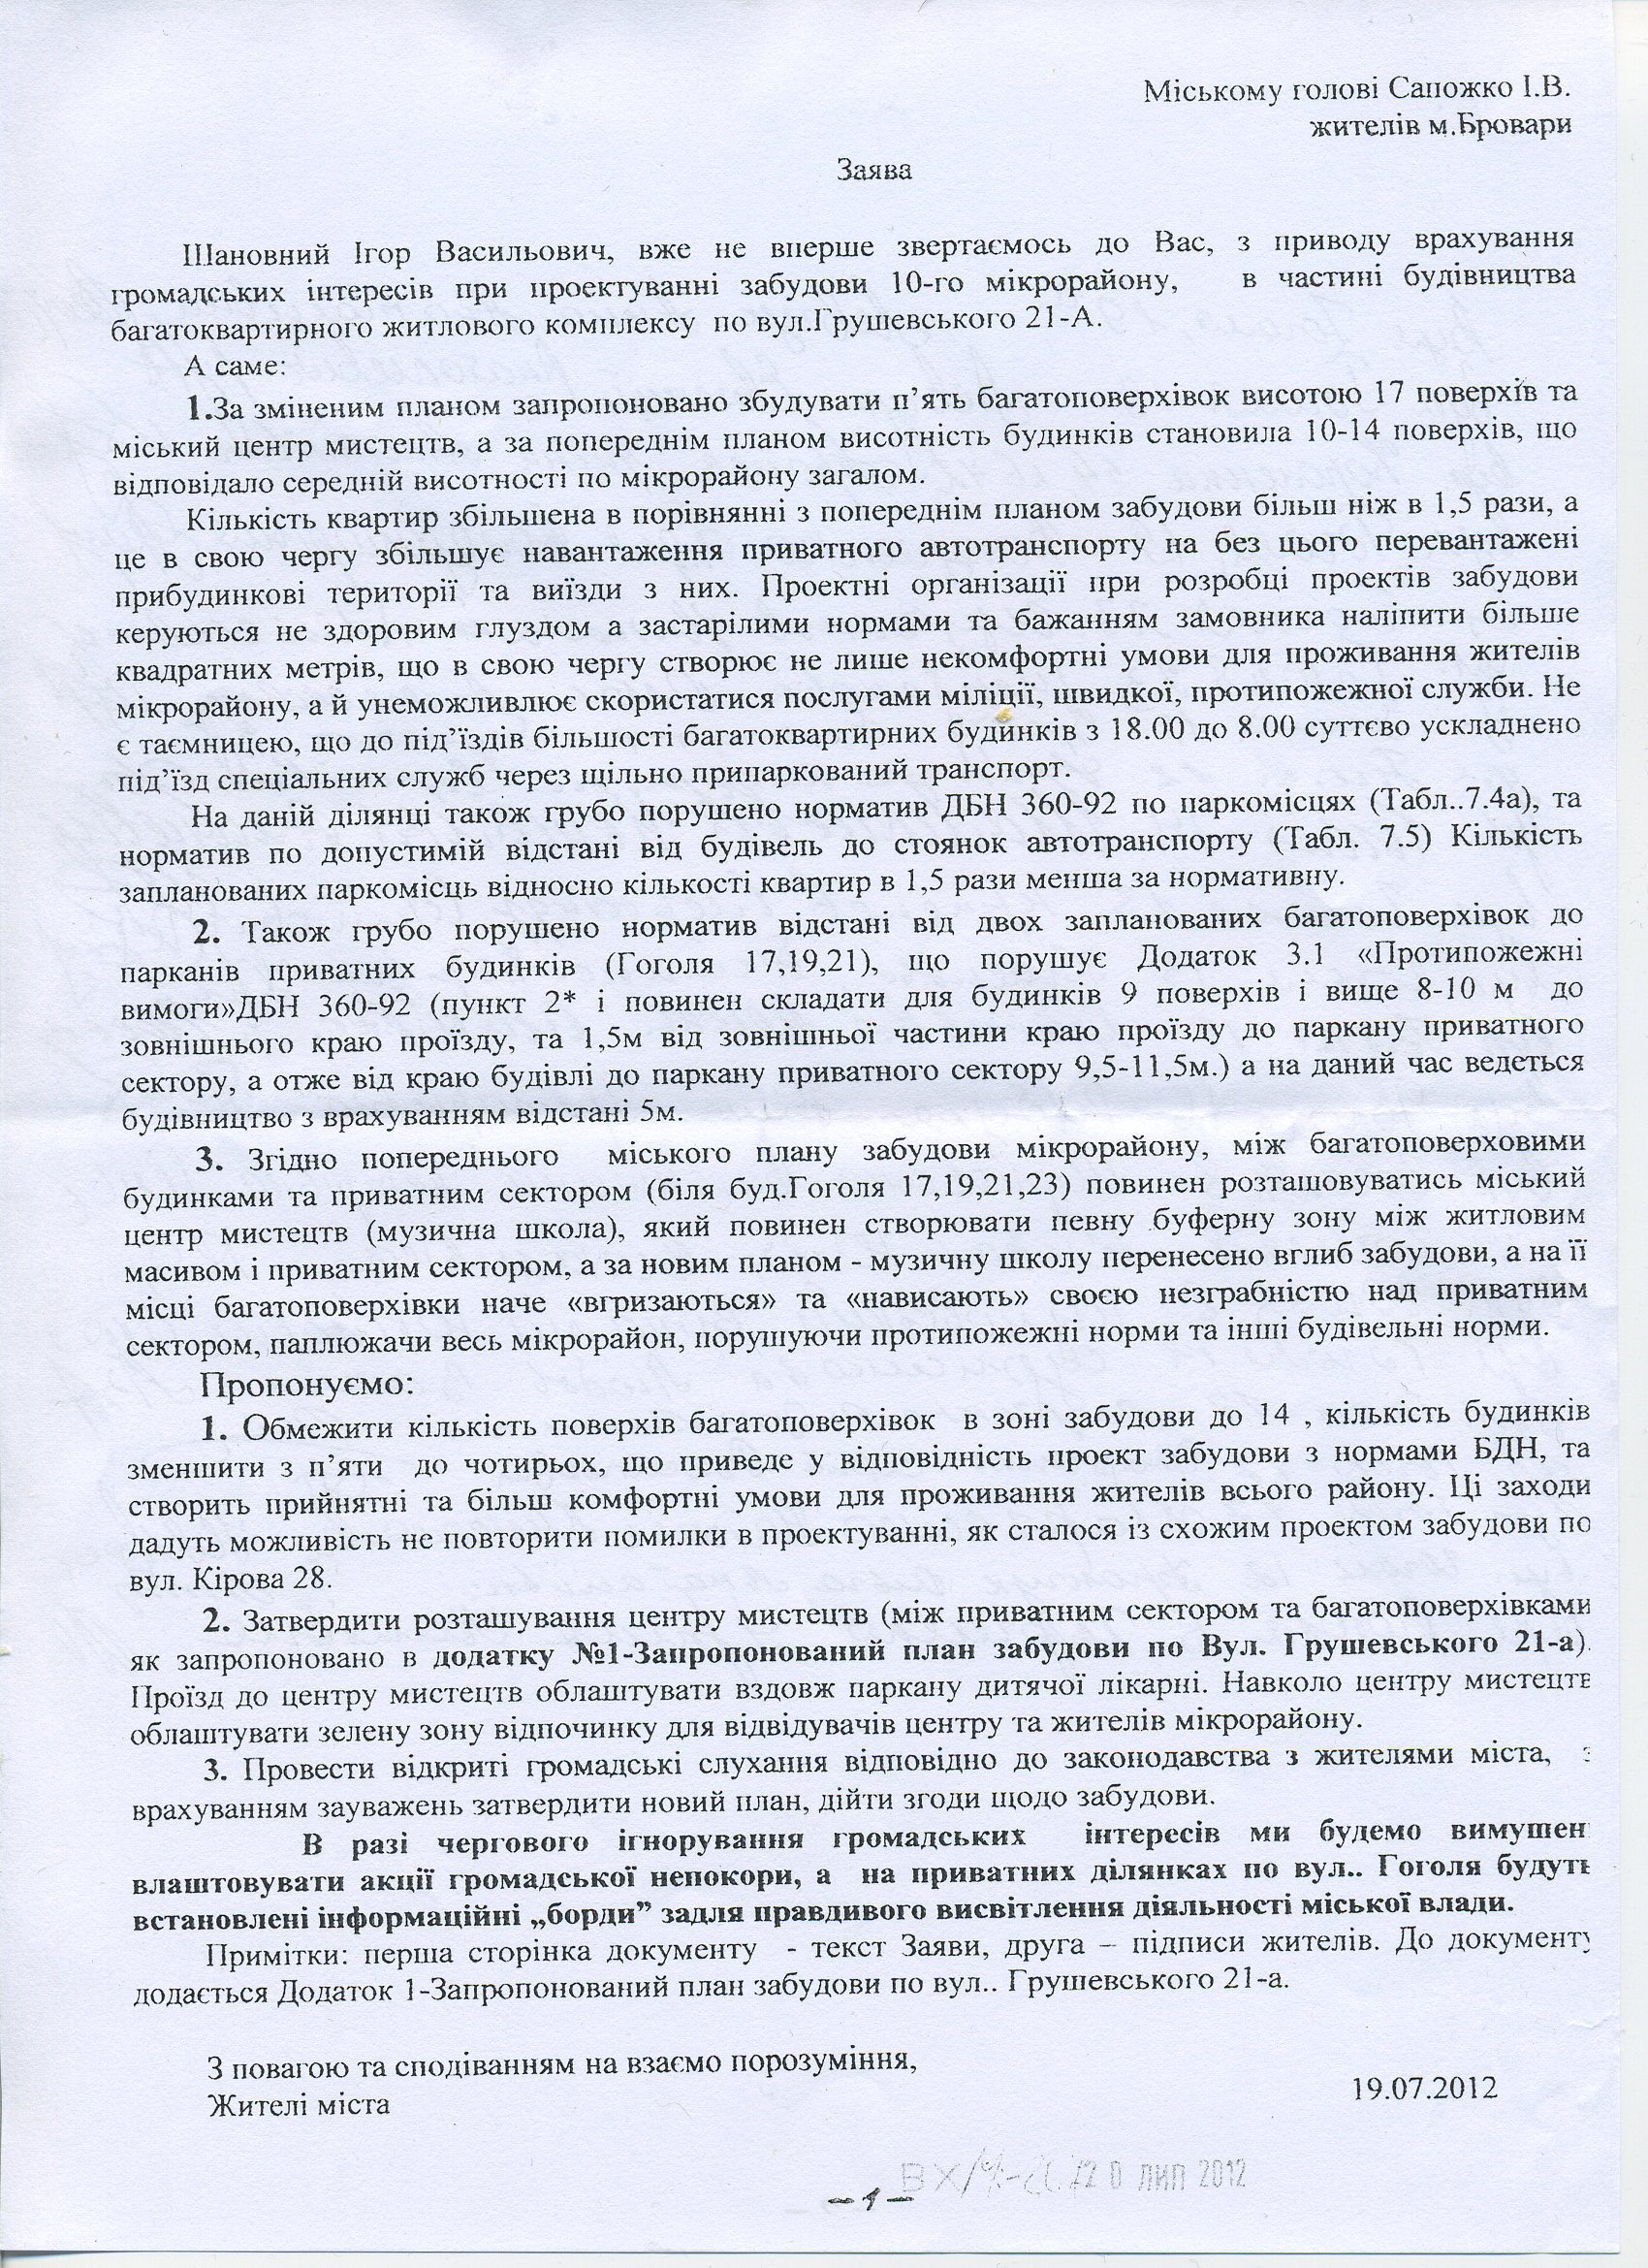 Міському голові Сапожко І.В.
жителів м.Бровари
Заява
Шановний Ігор Васильович, вже не вперше звертаємось до Вас, з приводу врахування
громадських інтересів при проектуванні забудови 10-го мікрорайону, в частині будівництва
багатоквартирного житлового комплексу по вул.Грушевського 21-А.
А саме:
1.За зміненим планом запропоновано збудувати п’ять багатоповерхівок висотою 17 поверхів та
міський центр мистецтв, а за попереднім планом висотність будинків становила 10-14 поверхів, що
відповідало середній висотності по мікрорайону загалом.
Кількість квартир збільшена в порівнянні з попереднім планом забудови більш ніж в 1,5 рази, а
це в свою чергу збільшує навантаження приватного автотранспорту на без цього перевантажені
прибудинкові території та виїзди з них. Проектні організації при розробці проектів забудови
керуються не здоровим глуздом а застарілими нормами та бажанням замовника наліпити більше
квадратних метрів, що в свою чергу створює не лише некомфортні умови для проживання жителів
мікрорайону, а й унеможливлює скористатися послугами міліції, швидкої, протипожежної служби. Не
є таємницею, що до під’їздів більшості багатоквартирних будинків з 18.00 до 8.00 суттєво ускладнено
під’їзд спеціальних служб через щільно припаркований транспорт.
На даній ділянці також грубо порушено норматив ДБН 360-92 по паркомісцях (Табл..7.4а), та
норматив по допустимій відстані від будівель до стоянок автотранспорту (Табл. 7.5) Кількість
запланованих паркомісць відносно кількості квартир в 1,5 рази менша за нормативну.
2. Також грубо порушено норматив відстані від двох запланованих багатоповерхівок до
парканів приватних будинків (Гоголя 17,19,21), що порушує Додаток 3.1 «Протипожежні
вимоги»ДБН 360-92 (пункт 2* і повинен складати для будинків 9 поверхів і вище 8-10 м до
зовнішнього краю проїзду, та 1,5м від зовнішньої частини краю проїзду до паркану приватного
сектору, а отже від краю будівлі до паркану приватного сектору 9,5-11,5м.) а на даний час ведеться
будівництво з врахуванням відстані 5м.
3. Згідно попереднього міського плану забудови мікрорайону, між багатоповерховими
будинками та приватним сектором (біля буд.Гоголя 17,19,21,23) повинен розташовуватись міський
центр мистецтв (музична школа), який повинен створювати певну буферну зону між житловим
масивом і приватним сектором, а за новим планом - музичну школу перенесено вглиб забудови, а на її
місці багатоповерхівки наче «вгризаються» та «нависають» своєю незграбністю над приватним
сектором, паплюжачи весь мікрорайон, порушуючи протипожежні норми та інші будівельні норми.
Пропонуємо:
1. Обмежити кількість поверхів багатоповерхівок в зоні забудови до 14 , кількість будинків
зменшити з п’яти до чотирьох, що приведе у відповідність проект забудови з нормами БДН, та
створить прийнятні та більш комфортні умови для проживання жителів всього району. Ці заходи
дадуть можливість не повторити помилки в проектуванні, як сталося із схожим проектом забудови по
вул. Кірова 28.
2. Затвердити розташування центру мистецтв (між приватним сектором та багатоповерхівками
як запропоновано в додатку №1-Запропонований план забудови по Вул. Грушевського 21-а).
Проїзд до центру мистецтв облаштувати вздовж паркану дитячої лікарні. Навколо центру мистецтв
облаштувати зелену зону відпочинку для відвідувачів центру та жителів мікрорайону.
3. Провести відкриті громадські слухання відповідно до законодавства з жителями міста, з
врахуванням зауважень затвердити новий план, дійти згоди щодо забудови.
В разі чергового ігнорування громадських інтересів ми будемо вимушен
влаштовувати акції громадської непокори, а на приватних ділянках по вул.. Гоголя будуть
встановлені інформаційні „борди” задля правдивого висвітлення діяльності міської влади.
Примітки: перша сторінка документу - текст Заяви, друга – підписи жителів. До документу
додається Додаток 1-Запропонований план забудови по вул.. Грушевського 21-а.
З повагою та сподіванням на взаємо порозуміння,
Жителі міста
19.07.2012
20 ЛИП 2012
– 1 –